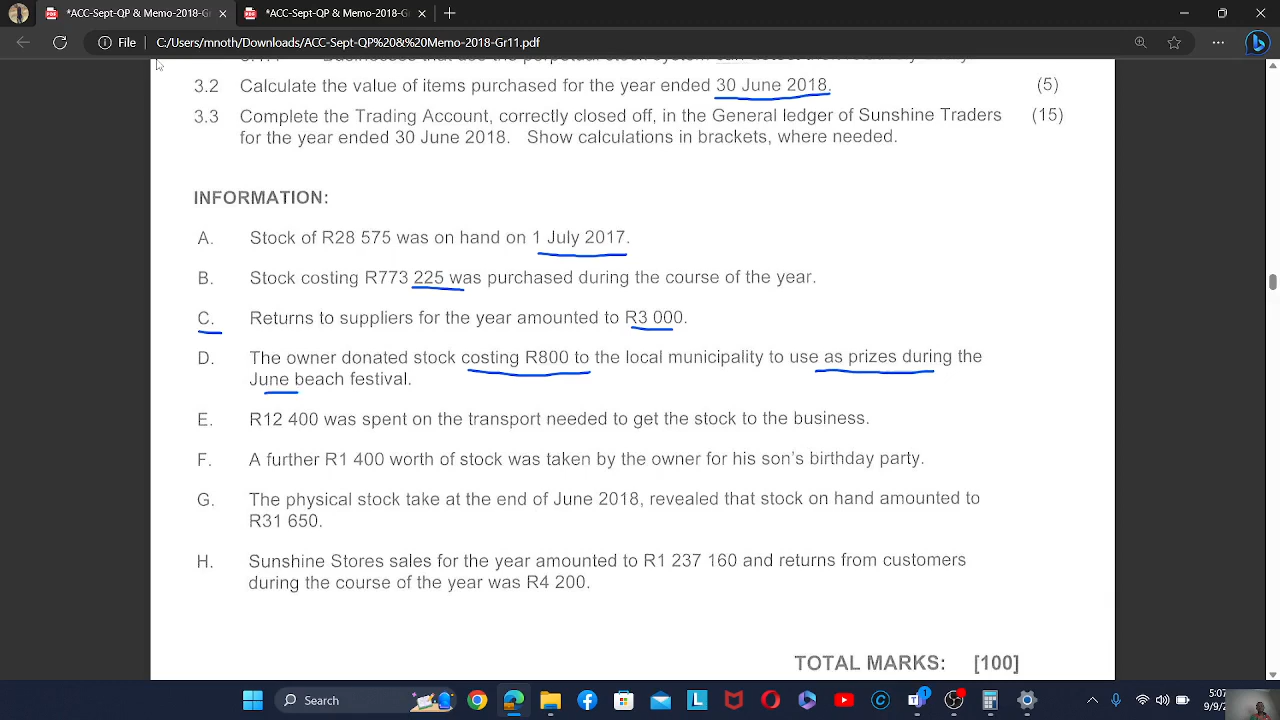 *ACC-Sept-QP&Memo-2018-G
*ACC-Sept-QP&Memo-2018-G
File
C:/Users/mnoth/Downloads/ACC-Sept-QP%20&%20Memo-2018-Gr11.pdf
3.2 Calculate the value of items purchased for the year ended 30 June 2018. (5)
3.3 Complete the Trading Account, correctly closed off, in the General ledger of Sunshine Traders (15)
for the year ended 30 June 2018. Show calculations in brackets, where needed.
INFORMATION:
A. Stock of R28 575 was on hand on 1 July 2017.
B. Stock costing R773 225 was purchased during the course of the year.
C. Returns to suppliers for the year amounted to R3 000.
D. The owner donated stock costing R800 to the local municipality to use as prizes during the
June beach festival.
E. R12 400 was spent on the transport needed to get the stock to the business.
F. A further R1 400 worth of stock was taken by the owner for his son's birthday party.
G. The physical stock take at the end of June 2018, revealed that stock on hand amounted to
R31 650.
H. Sunshine Stores sales for the year amounted to R1 237 160 and returns from customers
during the course of the year was R4 200.
TOTAL MARKS: [100]
Search